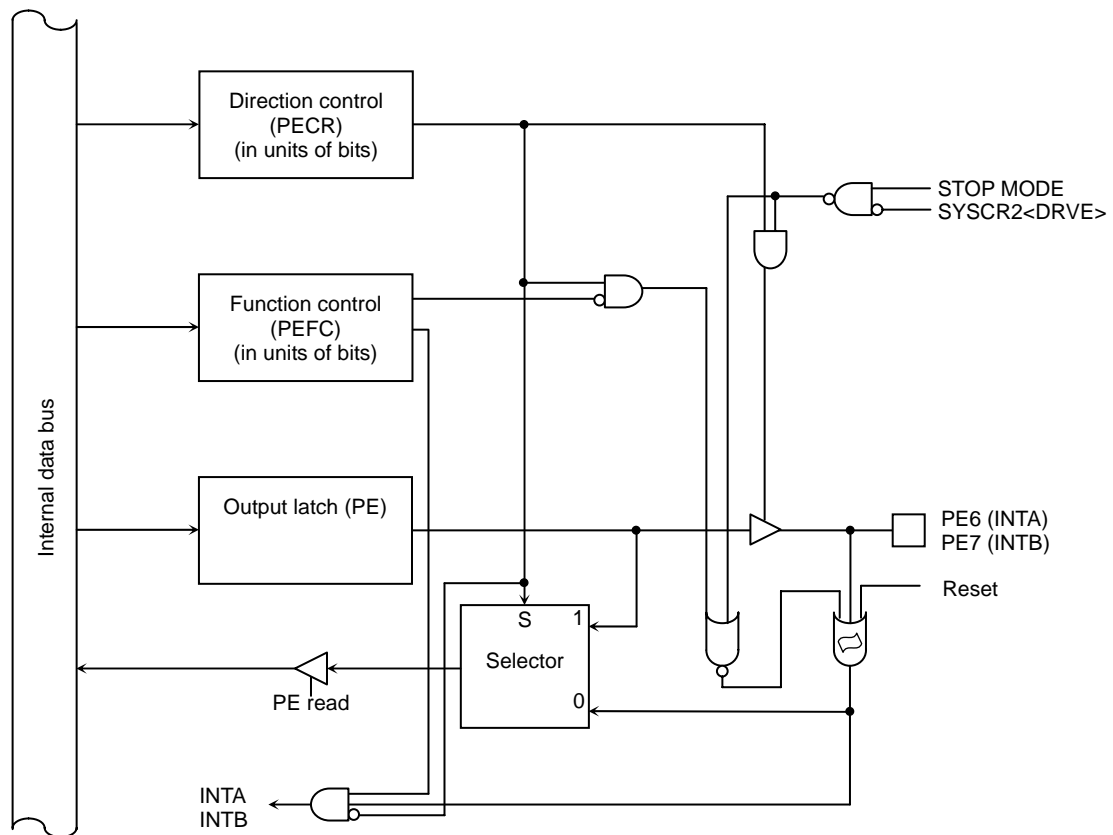 Direction control
(PECR)
(in units of bits)
STOP MODE
SYSCR2<DRVE>
Function control
(PEFC)
(in units of bits)
Internal data bus
Output latch (PE)
PE6 (INTA)
PE7 (INTB)
Reset
S
1
Selector
0
PE read
INTA
INTB